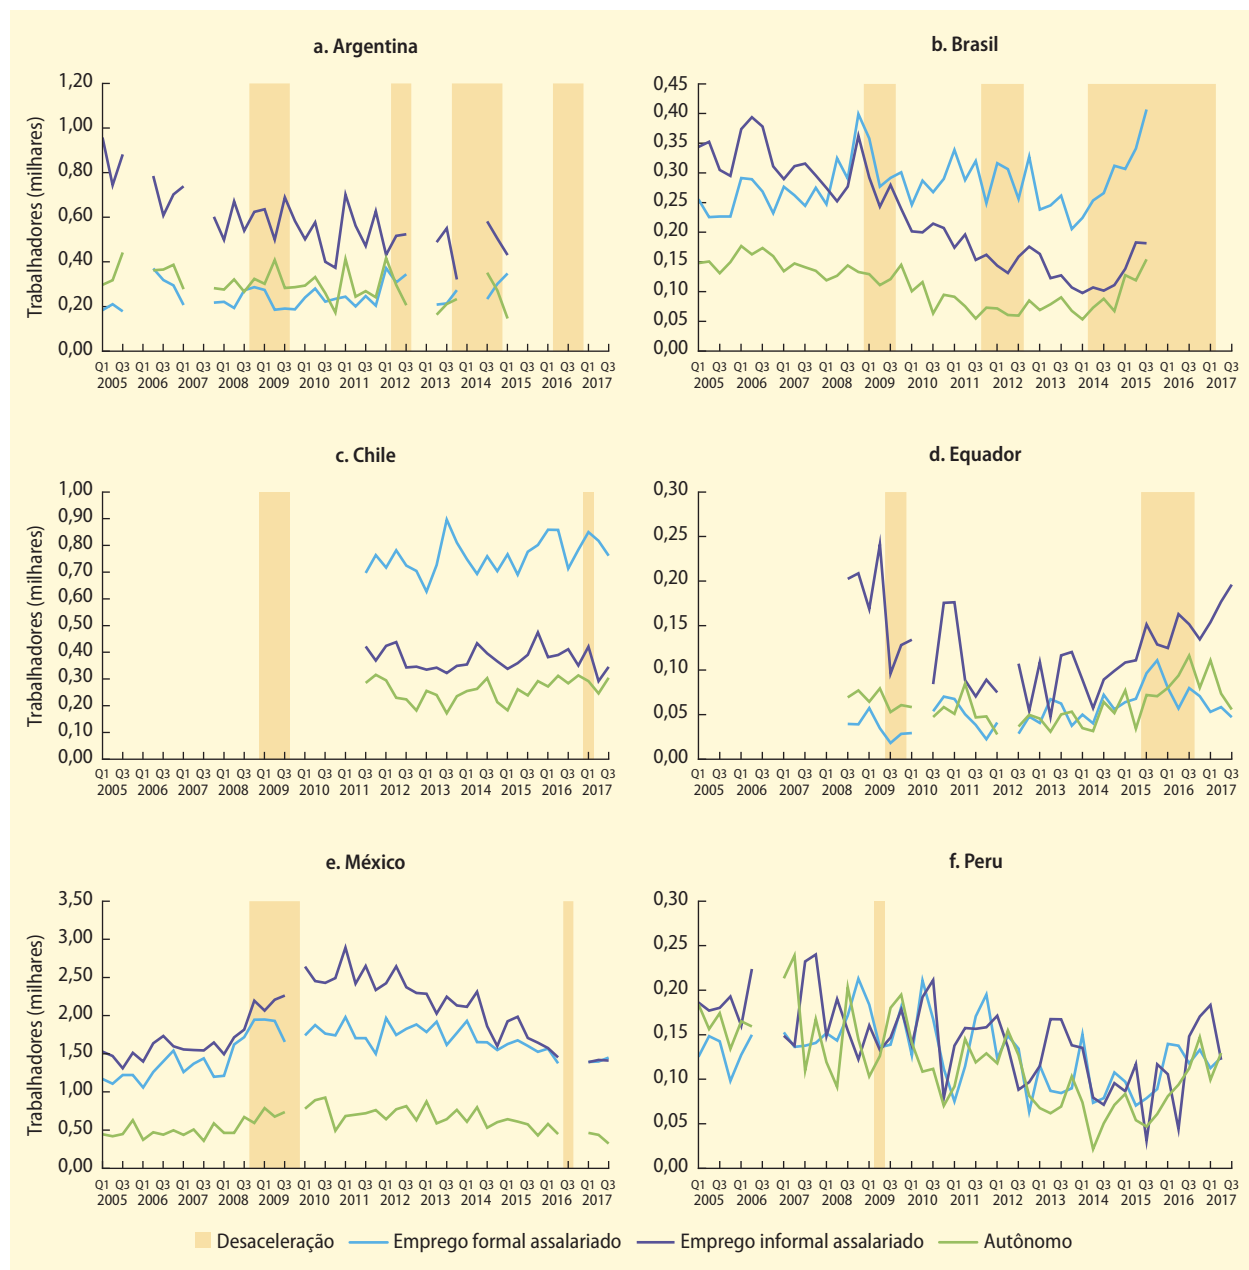 a. Argentina
Trabalhadores (milhares)
1,20
1,00
0,80
0,60
0,40
0,20
0,00
Q1 Q3 Q1 Q3 Q1 Q3 Q1 Q3 Q1 Q3 Q1 Q3 Q1 Q3 Q1 Q3 Q1 Q3 Q1 Q3 Q1 Q3 Q1 Q3 Q1 Q3
2005 2006 2007 2008 2009 2010 2011 2012 2013 2014 2015 2016 2017
b. Brasil
0,45
0,40
0,35
0,30
0,25
0,20
0,15
0,10
0,05
0,00
Q1 Q3 Q1 Q3 Q1 Q3 Q1 Q3 Q1 Q3 Q1 Q3 Q1 Q3 Q1 Q3 Q1 Q3 Q1 Q3 Q1 Q3 Q1 Q3 Q1 Q3
2005 2006 2007 2008 2009 2010 2011 2012 2013 2014 2015 2016 2017
c. Chile
Trabalhadores (milhares)
1,00
0,90
0,80
0,70
0,60
0,50
0,40
0,30
0,20
0,10
0,00
Q1 Q3 Q1 Q3 Q1 Q3 Q1 Q3 Q1 Q3 Q1 Q3 Q1 Q3 Q1 Q3 Q1 Q3 Q1 Q3 Q1 Q3 Q1 Q3 Q1 Q3
2005 2006 2007 2008 2009 2010 2011 2012 2013 2014 2015 2016 2017
d. Equador
0,30
0,25
0,20
0,15
0,10
0,05
0,00
Q1 Q3 Q1 Q3 Q1 Q3 Q1 Q3 Q1 Q3 Q1 Q3 Q1 Q3 Q1 Q3 Q1 Q3 Q1 Q3 Q1 Q3 Q1 Q3 Q1 Q3
2005 2006 2007 2008 2009 2010 2011 2012 2013 2014 2015 2016 2017
e. México
Trabalhadores (milhares)
3,50
3,00
2,50
2,00
1,50
1,00
0,50
0,00
Q1 Q3 Q1 Q3 Q1 Q3 Q1 Q3 Q1 Q3 Q1 Q3 Q1 Q3 Q1 Q3 Q1 Q3 Q1 Q3 Q1 Q3 Q1 Q3 Q1 Q3
2005 2006 2007 2008 2009 2010 2011 2012 2013 2014 2015 2016 2017
f. Peru
0,30
0,25
0,20
0,15
0,10
0,05
0,00
Q1 Q3 Q1 Q3 Q1 Q3 Q1 Q3 Q1 Q3 Q1 Q3 Q1 Q3 Q1 Q3 Q1 Q3 Q1 Q3 Q1 Q3 Q1 Q3 Q1 Q3
2005 2006 2007 2008 2009 2010 2011 2012 2013 2014 2015 2016 2017
Desaceleração Emprego formal assalariado Emprego informal assalariado Autônomo